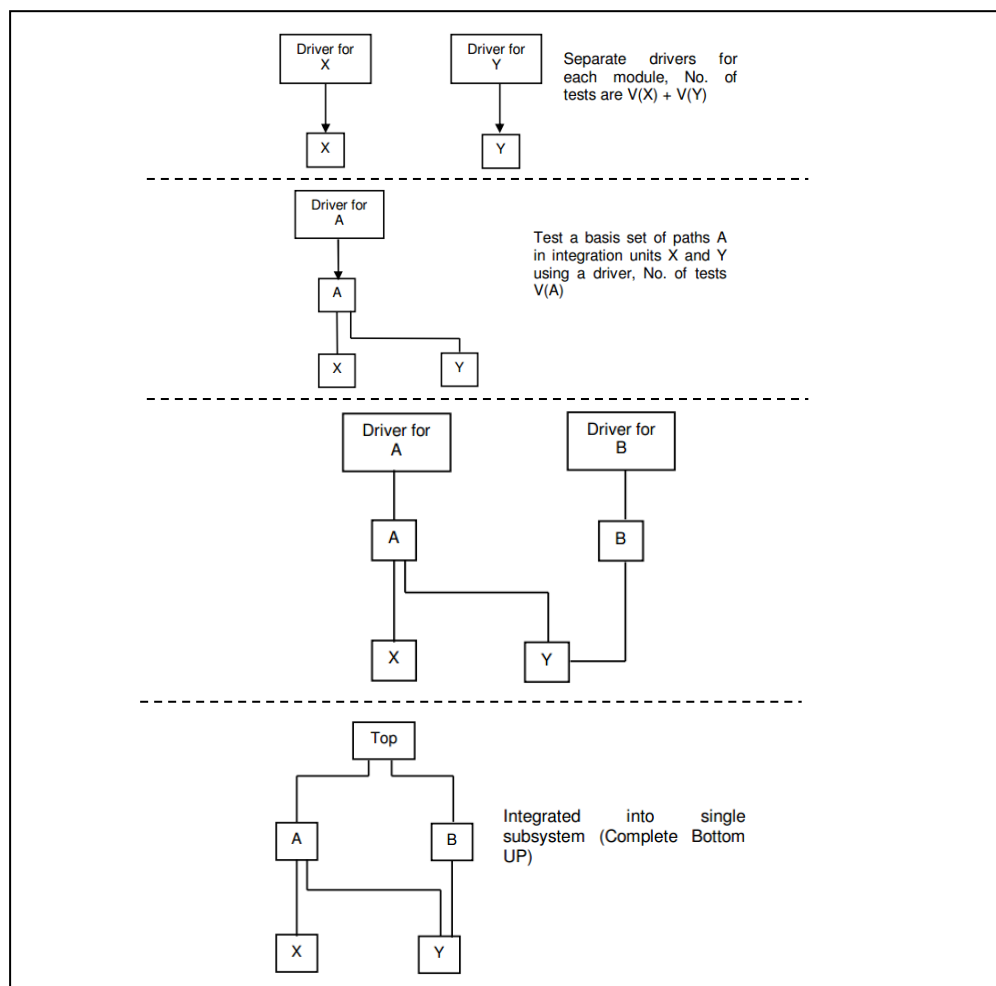 Driver for
X
Driver for
Y
Separate drivers for
each module, No. of
tests are V(X) + V(Y)
X
Y
Driver for
A
Test a basis set of paths A
in integration units X and Y
using a driver, No. of tests
V(A)
A
X
Y
Driver for
A
Driver for
B
A
B
X
Y
Top
Integrated into single
subsystem (Complete Bottom
UP)
A
B
X
Y